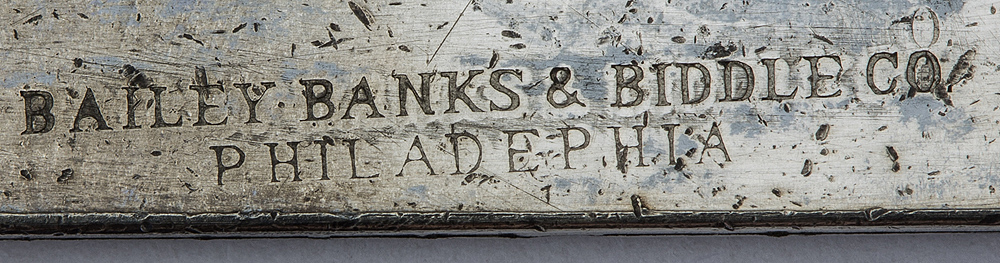 BAILEY BANKS & BIDDLE CO
PHILADEPHIA